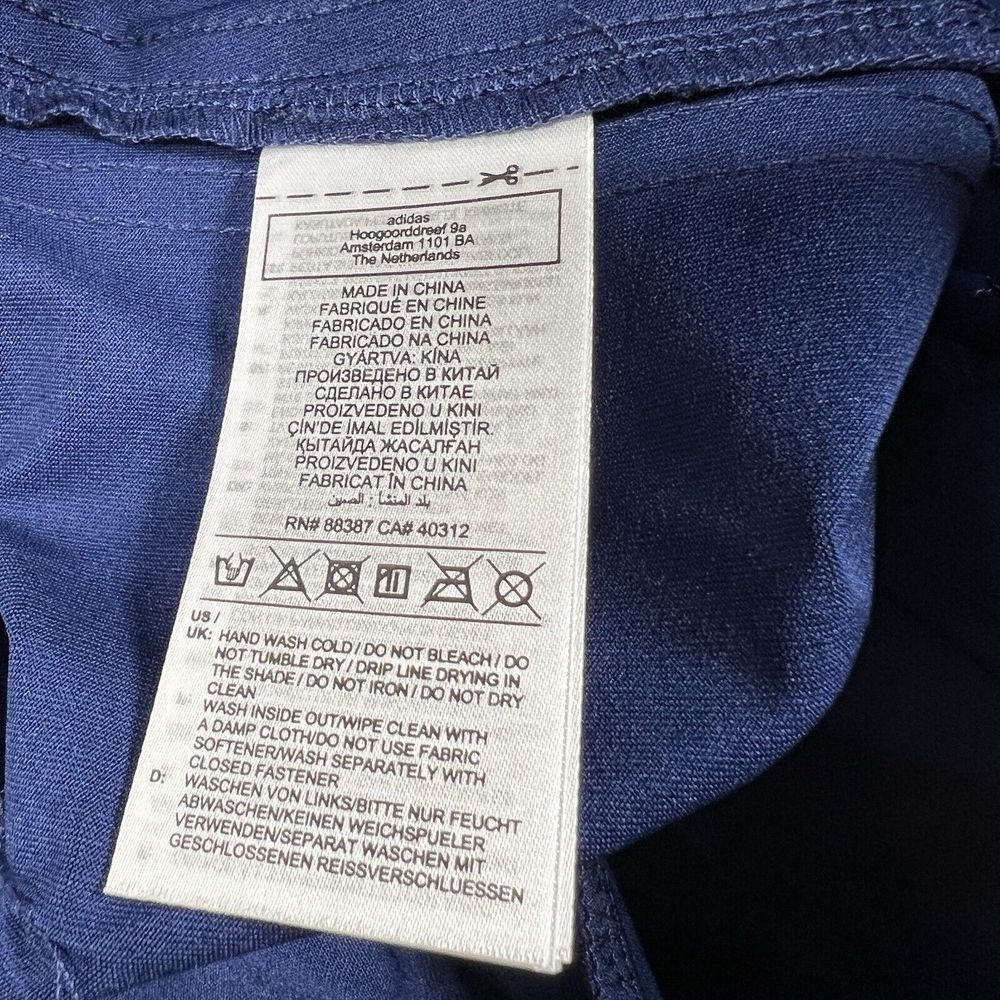 adidas
Hoogoorddreef 9a
Amsterdam 1101 BA
The Netherlands
MADE IN CHINA
FABRIQUÉ EN CHINE
FABRICADO EN CHINA
FABRICADO NA CHINA
GYÁRTVA: KÍNA
ПРОИЗВЕДЕНО В КИТАЙ
СДЕЛАНО В КИТАЕ
PROIZVEDENO U KINI
ÇİN'DE İMAL EDİLMİŞTİR.
ҚЫТАЙДА ЖАСАЛҒАН
PROIZVEDENO U KINI
FABRICAT ÎN CHINA
بلد المنشأ : الصين
RN# 88387 CA# 40312
US /
UK: HAND WASH COLD / DO NOT BLEACH / DO
NOT TUMBLE DRY / DRIP LINE DRYING IN
THE SHADE / DO NOT IRON / DO NOT DRY
CLEAN
WASH INSIDE OUT/WIPE CLEAN WITH
A DAMP CLOTH/DO NOT USE FABRIC
SOFTENER/WASH SEPARATELY WITH
CLOSED FASTENER
D: WASCHEN VON LINKS/BITTE NUR FEUCHT
ABWASCHEN/KEINEN WEICHSPUELER
VERWENDEN/SEPARAT WASCHEN MIT
GESCHLOSSENEN REISSVERSCHLUESSEN